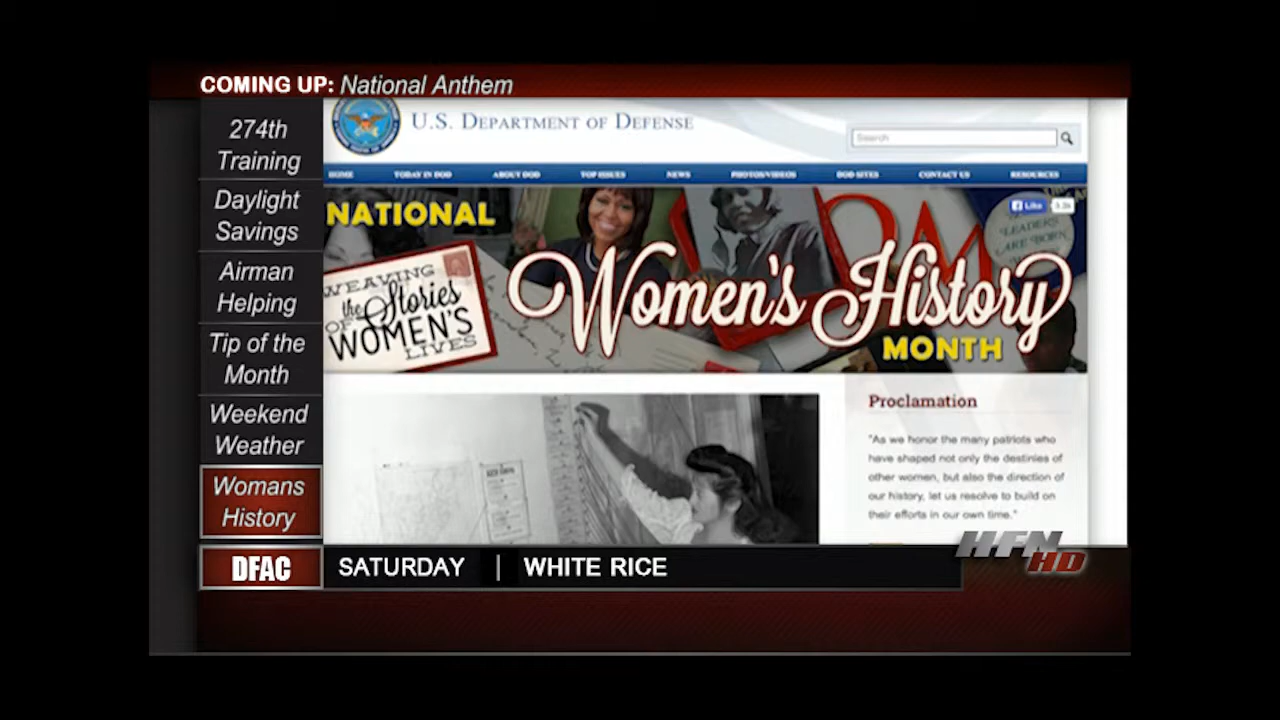 COMING UP: National Anthem
274th
Training
Daylight
Savings
Airman
Helping
Tip of the
Month
Weekend
Weather
Womans
History
U.S. DEPARTMENT OF DEFENSE
Search
HOME TODAY IN DOD ABOUT DOD TOP ISSUES NEWS PHOTOS/VIDEOS DOD SITES CONTACT US RESOURCES
Like
NATIONAL
Women's History
MONTH
WEAVING
the Stories
OF WOMEN'S
LIVES
LEADERS
ARE BORN
Proclamation
"As we honor the many patriots who
have shaped not only the destinies of
other women, but also the direction of
our history, let us resolve to build on
their efforts in our own time."
HFN
HD
DFAC
SATURDAY | WHITE RICE